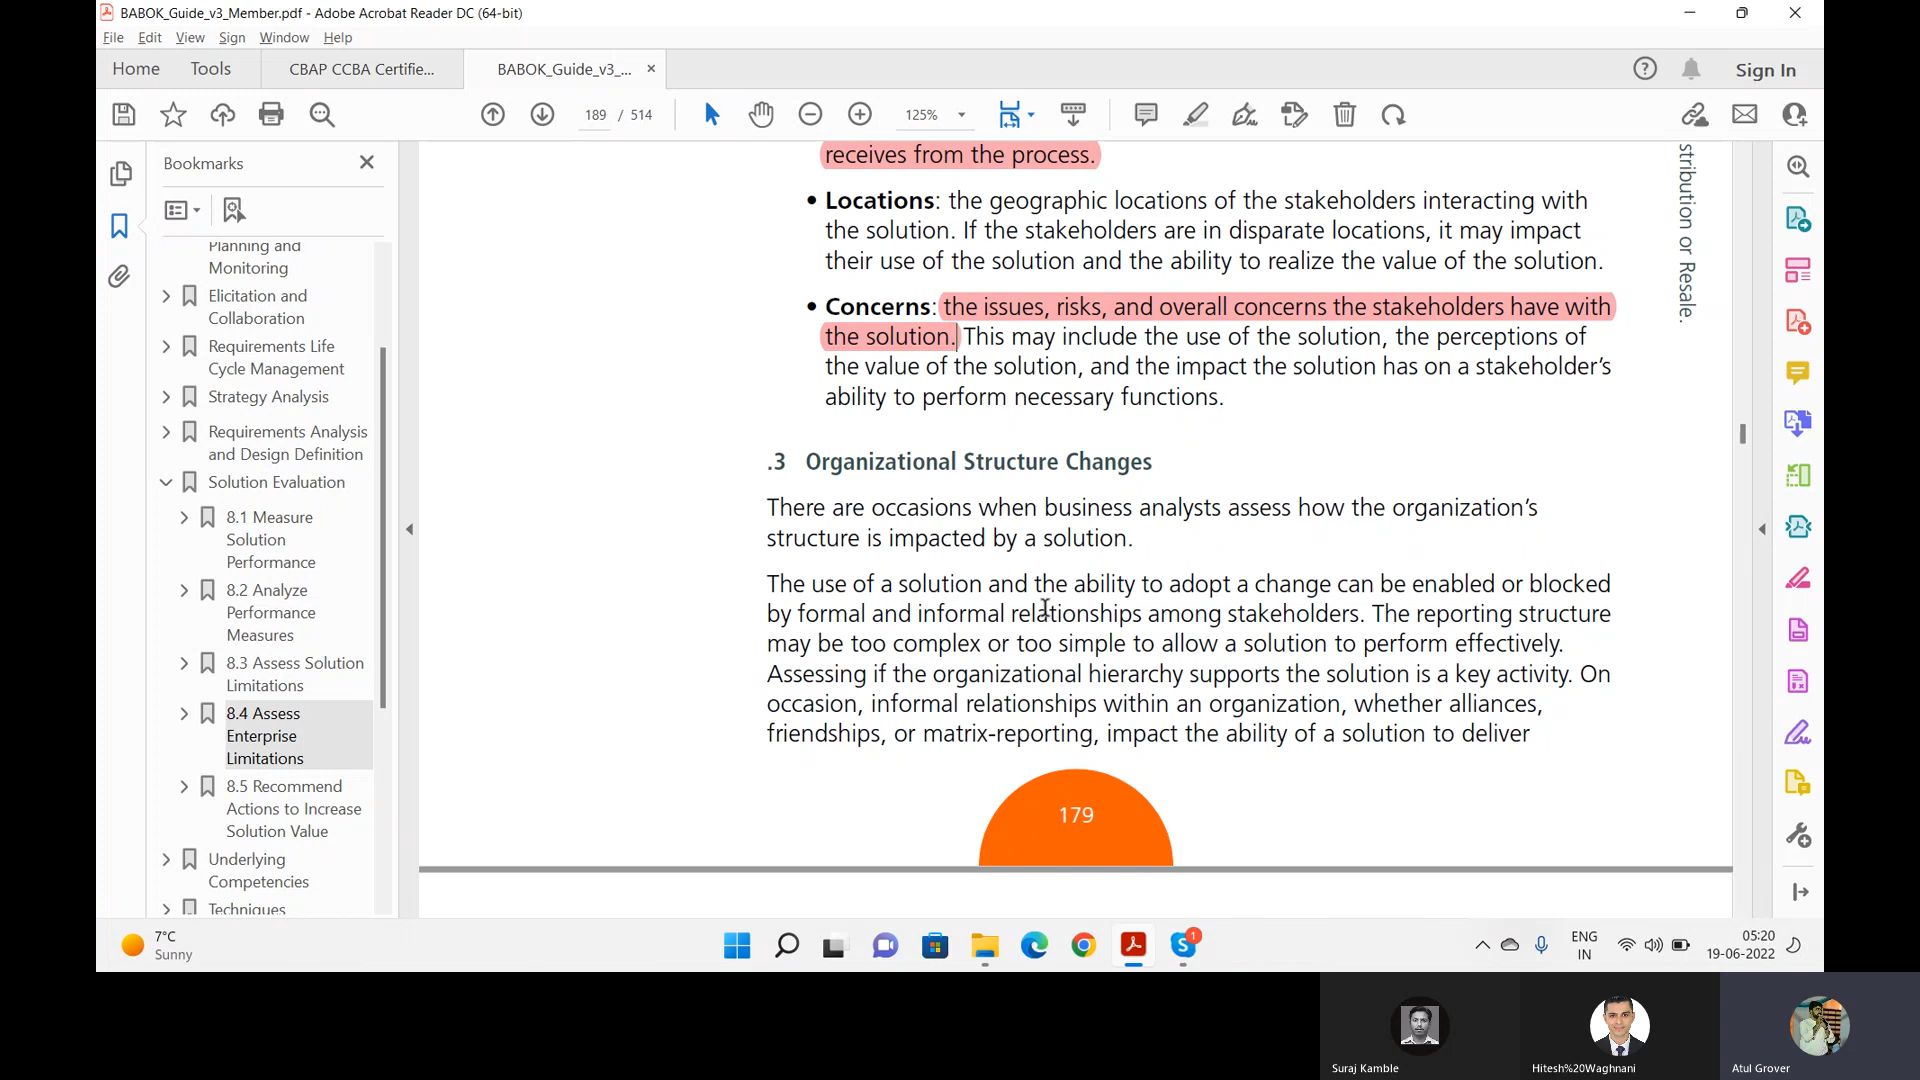 BABOK_Guide_v3_Member.pdf - Adobe Acrobat Reader DC (64-bit)
File Edit View Sign Window Help
Home Tools CBAP CCBA Certifie... BABOK_Guide_v3_... × Sign In
189 / 514 125%
Bookmarks
Planning and
Monitoring
Elicitation and
Collaboration
Requirements Life
Cycle Management
Strategy Analysis
Requirements Analysis
and Design Definition
Solution Evaluation
8.1 Measure
Solution
Performance
8.2 Analyze
Performance
Measures
8.3 Assess Solution
Limitations
8.4 Assess
Enterprise
Limitations
8.5 Recommend
Actions to Increase
Solution Value
Underlying
Competencies
Techniques
receives from the process.
• Locations: the geographic locations of the stakeholders interacting with
the solution. If the stakeholders are in disparate locations, it may impact
their use of the solution and the ability to realize the value of the solution.
• Concerns: the issues, risks, and overall concerns the stakeholders have with
the solution. This may include the use of the solution, the perceptions of
the value of the solution, and the impact the solution has on a stakeholder's
ability to perform necessary functions.
.3 Organizational Structure Changes
There are occasions when business analysts assess how the organization's
structure is impacted by a solution.
The use of a solution and the ability to adopt a change can be enabled or blocked
by formal and informal relationships among stakeholders. The reporting structure
may be too complex or too simple to allow a solution to perform effectively.
Assessing if the organizational hierarchy supports the solution is a key activity. On
occasion, informal relationships within an organization, whether alliances,
friendships, or matrix-reporting, impact the ability of a solution to deliver
179
stribution or Resale.
7°C
Sunny
1
ENG
IN
05:20
19-06-2022
Suraj Kamble
Hitesh%20Waghnani
Atul Grover